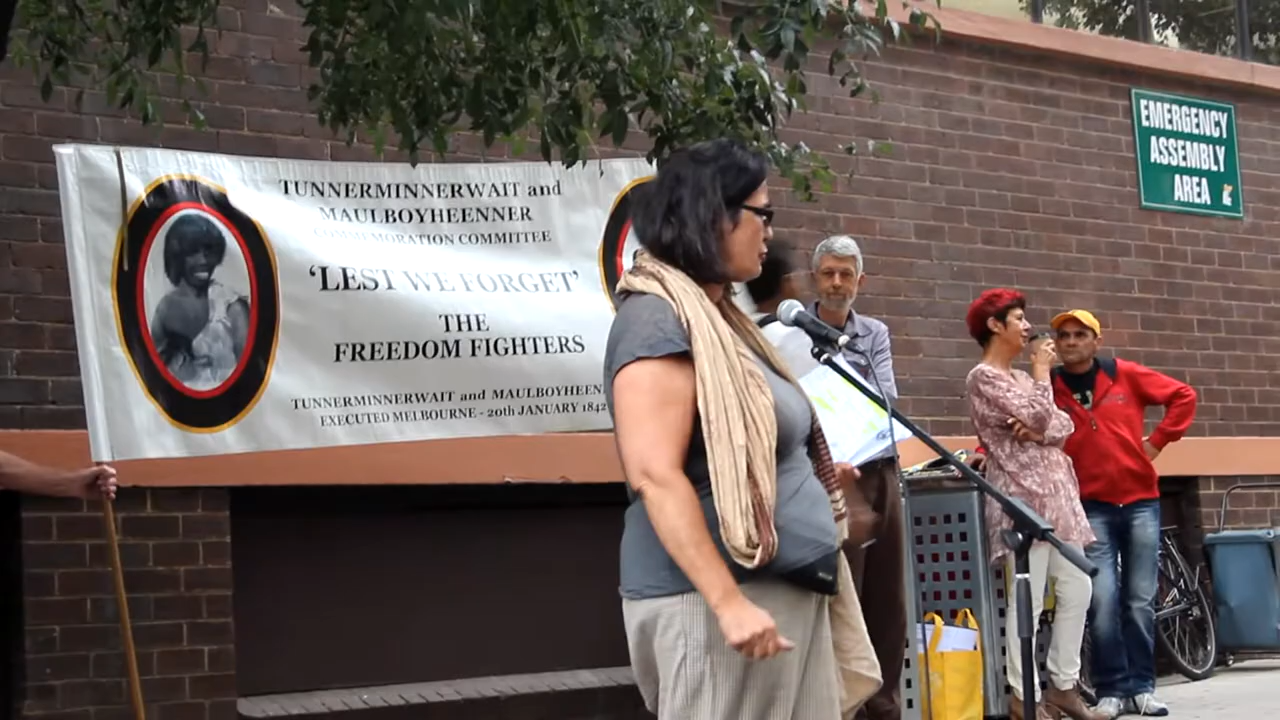 TUNNERMINNERWAIT and
MAULBOYHEENNER
COMMEMORATION COMMITTEE
'LEST WE FORGET'
THE
FREEDOM FIGHTERS
TUNNERMINNERWAIT and MAULBOYHEEN
EXECUTED MELBOURNE - 20th JANUARY 1842
EMERGENCY
ASSEMBLY
AREA